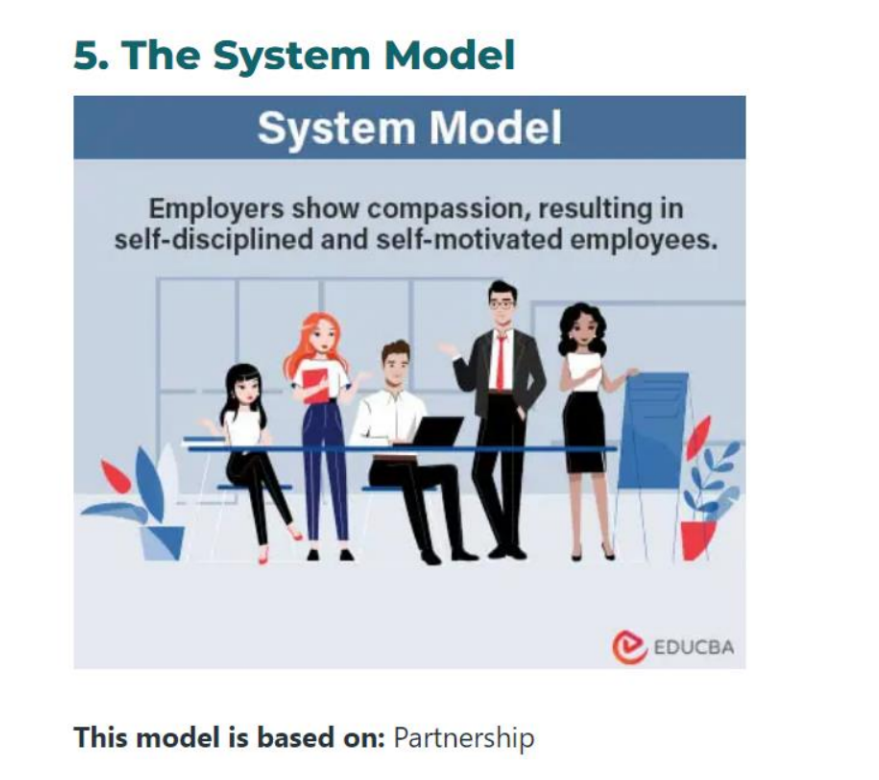 5. The System Model
System Model
Employers show compassion, resulting in
self-disciplined and self-motivated employees.
EDUCBA
This model is based on: Partnership